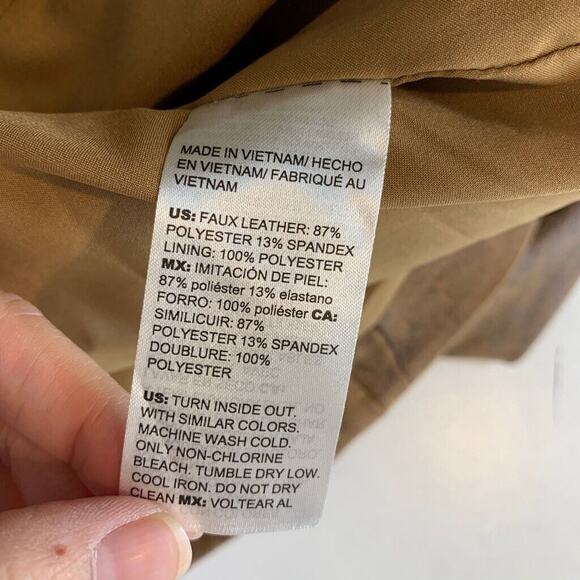 MADE IN VIETNAM/ HECHO
EN VIETNAM/ FABRIQUÉ AU
VIETNAM
US: FAUX LEATHER: 87%
POLYESTER 13% SPANDEX
LINING: 100% POLYESTER
MX: IMITACIÓN DE PIEL:
87% poliéster 13% elastano
FORRO: 100% poliéster CA:
SIMILICUIR: 87%
POLYESTER 13% SPANDEX
DOUBLURE: 100%
POLYESTER
US: TURN INSIDE OUT.
WITH SIMILAR COLORS.
MACHINE WASH COLD.
ONLY NON-CHLORINE
BLEACH. TUMBLE DRY LOW.
COOL IRON. DO NOT DRY
CLEAN MX: VOLTEAR AL